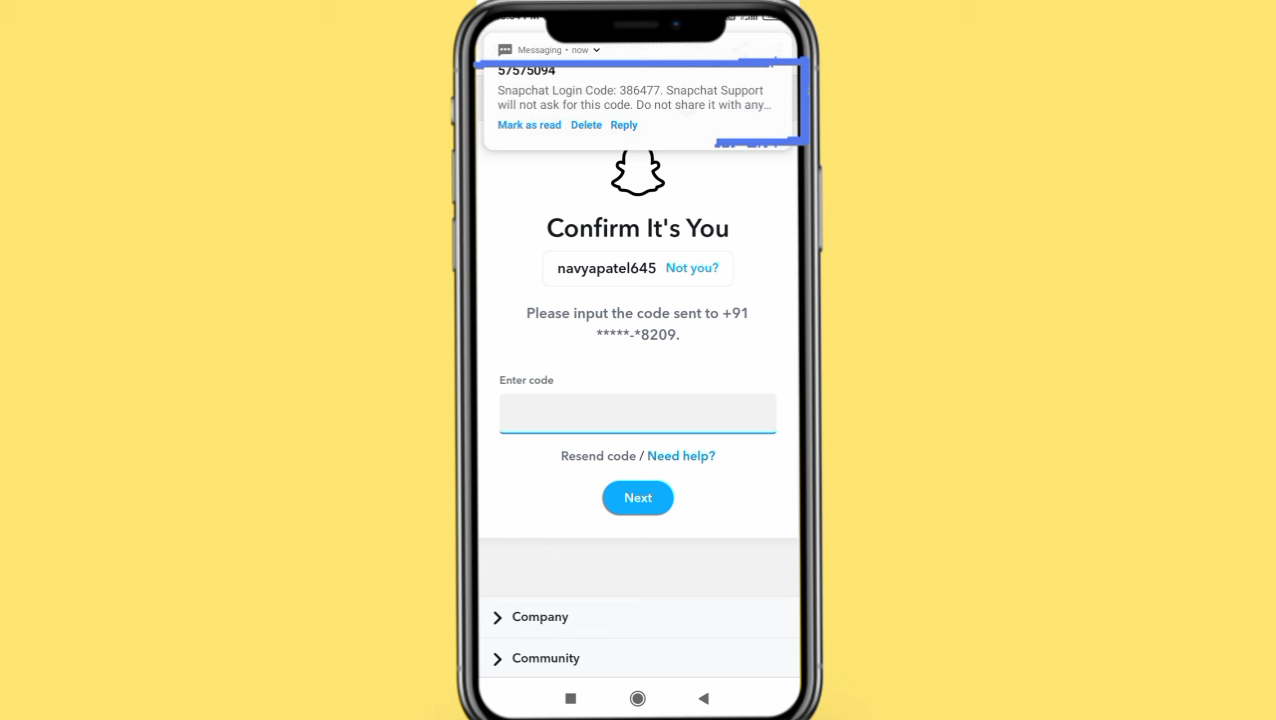 Messaging • now
57575094
Snapchat Login Code: 386477. Snapchat Support
will not ask for this code. Do not share it with any...
Mark as read Delete Reply
Confirm It's You
navyapatel645 Not you?
Please input the code sent to +91
*****-*8209.
Enter code
Resend code / Need help?
Next
Company
Community